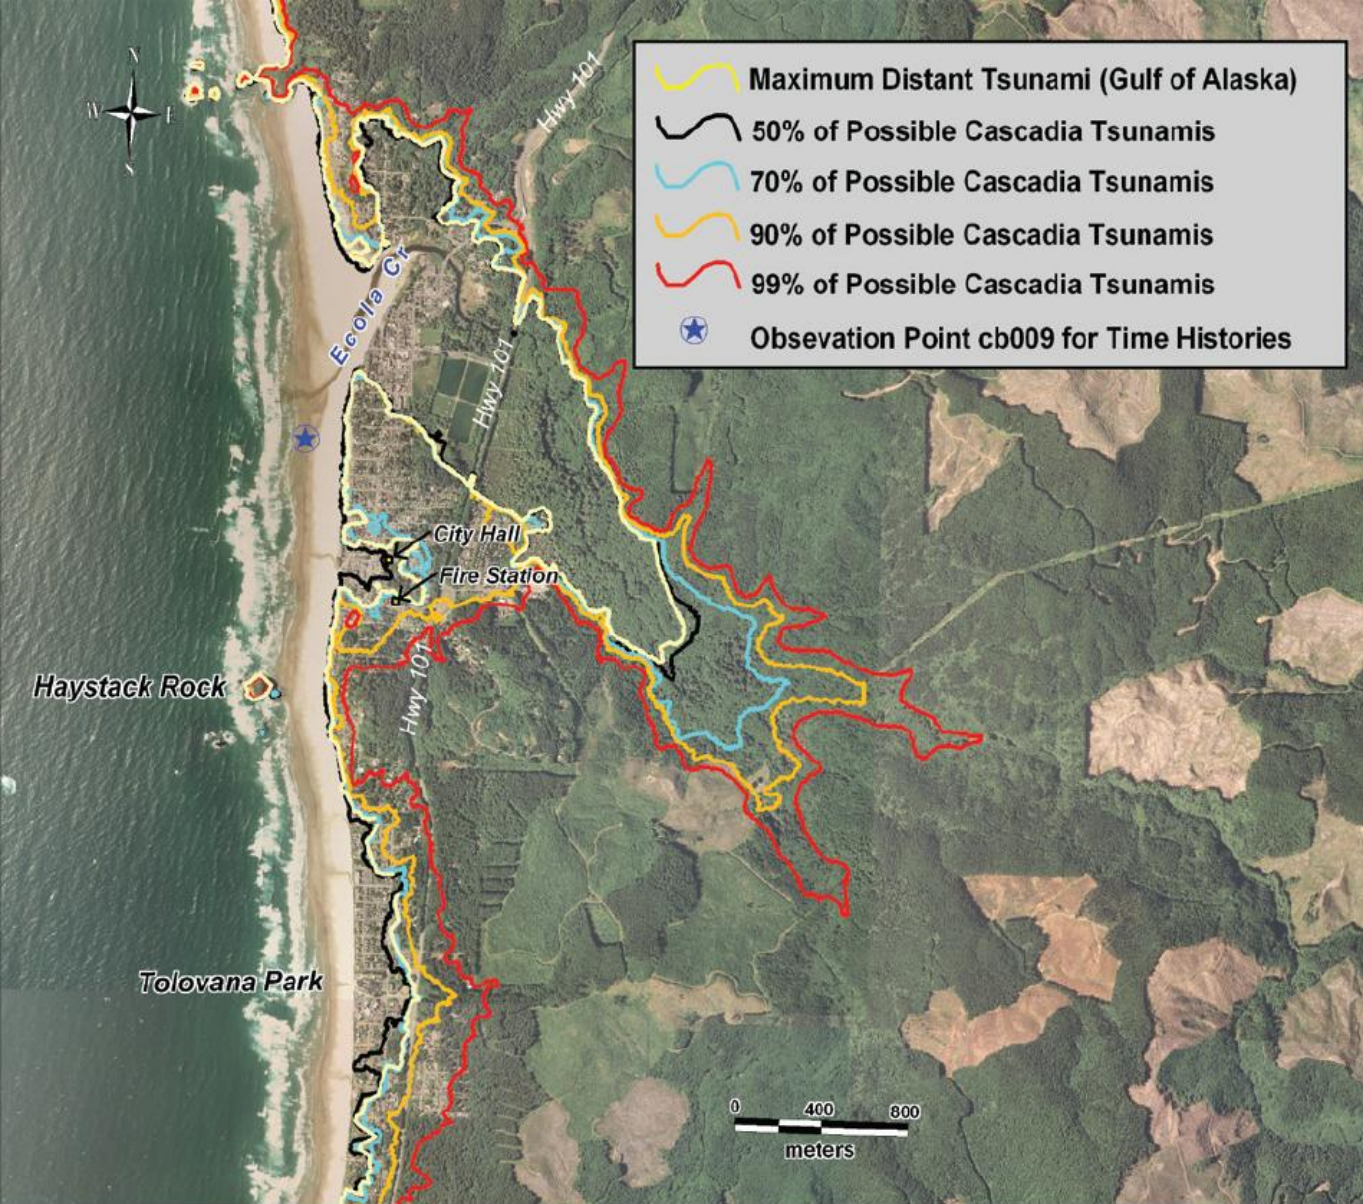 N
W E
S
Hwy 101
Maximum Distant Tsunami (Gulf of Alaska)
50% of Possible Cascadia Tsunamis
70% of Possible Cascadia Tsunamis
90% of Possible Cascadia Tsunamis
99% of Possible Cascadia Tsunamis
Obsevation Point cb009 for Time Histories
Ecola Cr
Hwy 101
City Hall
Fire Station
Haystack Rock
Hwy 101
Tolovana Park
0 400 800
meters